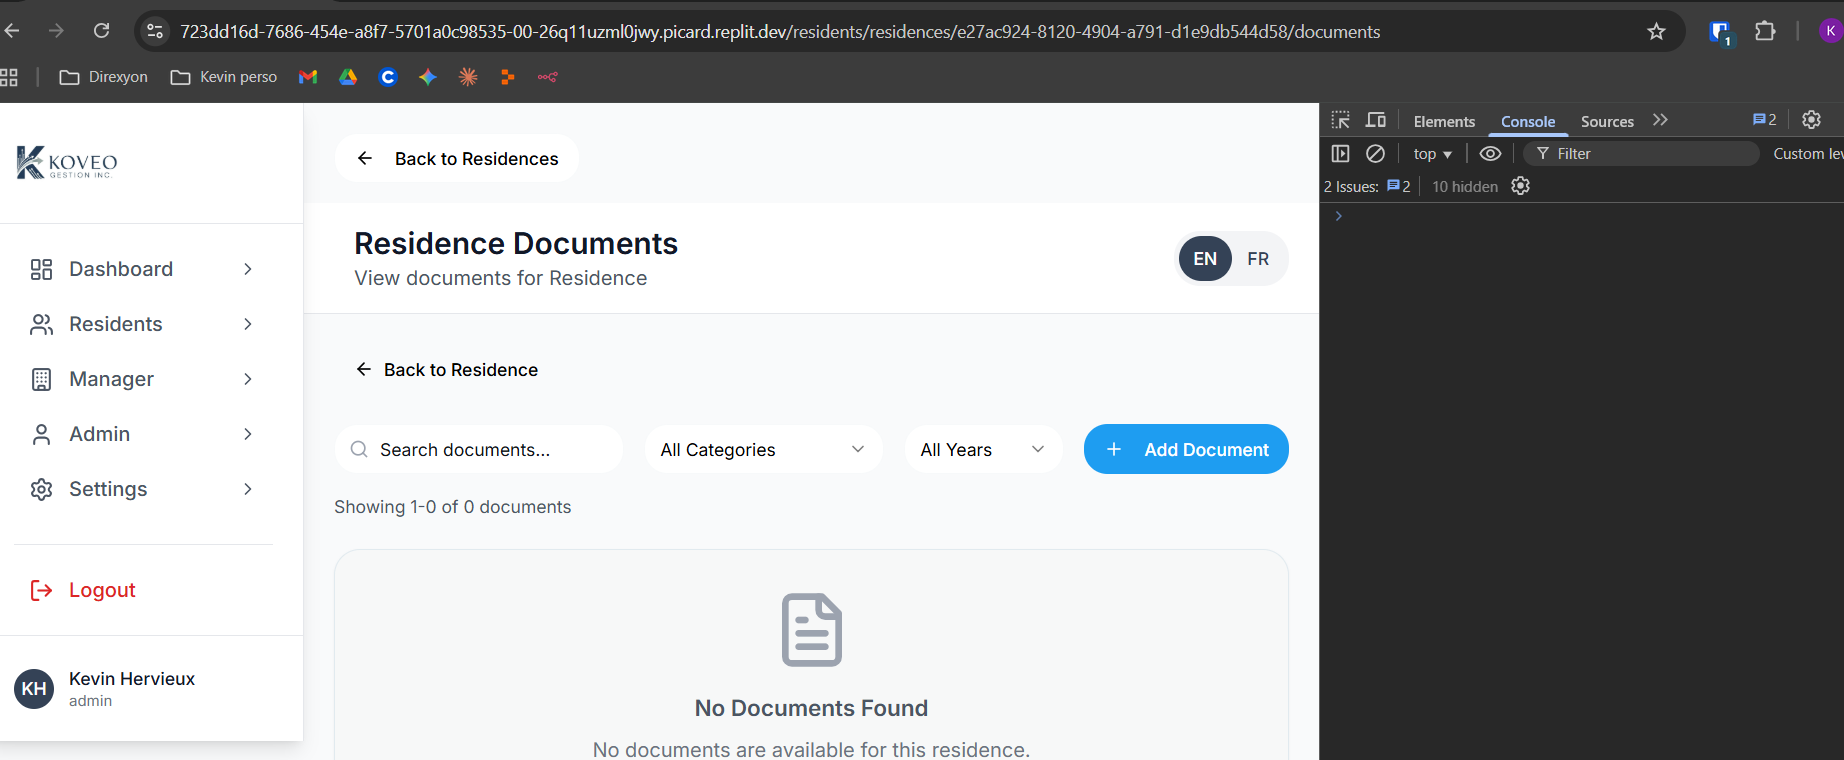 723dd16d-7686-454e-a8f7-5701a0c98535-00-26q11uzml0jwy.picard.replit.dev/residents/residences/e27ac924-8120-4904-a791-d1e9db544d58/documents
1
K
Direxyon
Kevin perso
C
KOVEO
GESTION INC.
Dashboard
Residents
Manager
Admin
Settings
Logout
KH
Kevin Hervieux
admin
Back to Residences
Residence Documents
View documents for Residence
EN FR
Back to Residence
Search documents... All Categories All Years + Add Document
Showing 1-0 of 0 documents
No Documents Found
No documents are available for this residence.
Elements Console Sources 2
top Filter Custom lev
2 Issues: 2 10 hidden